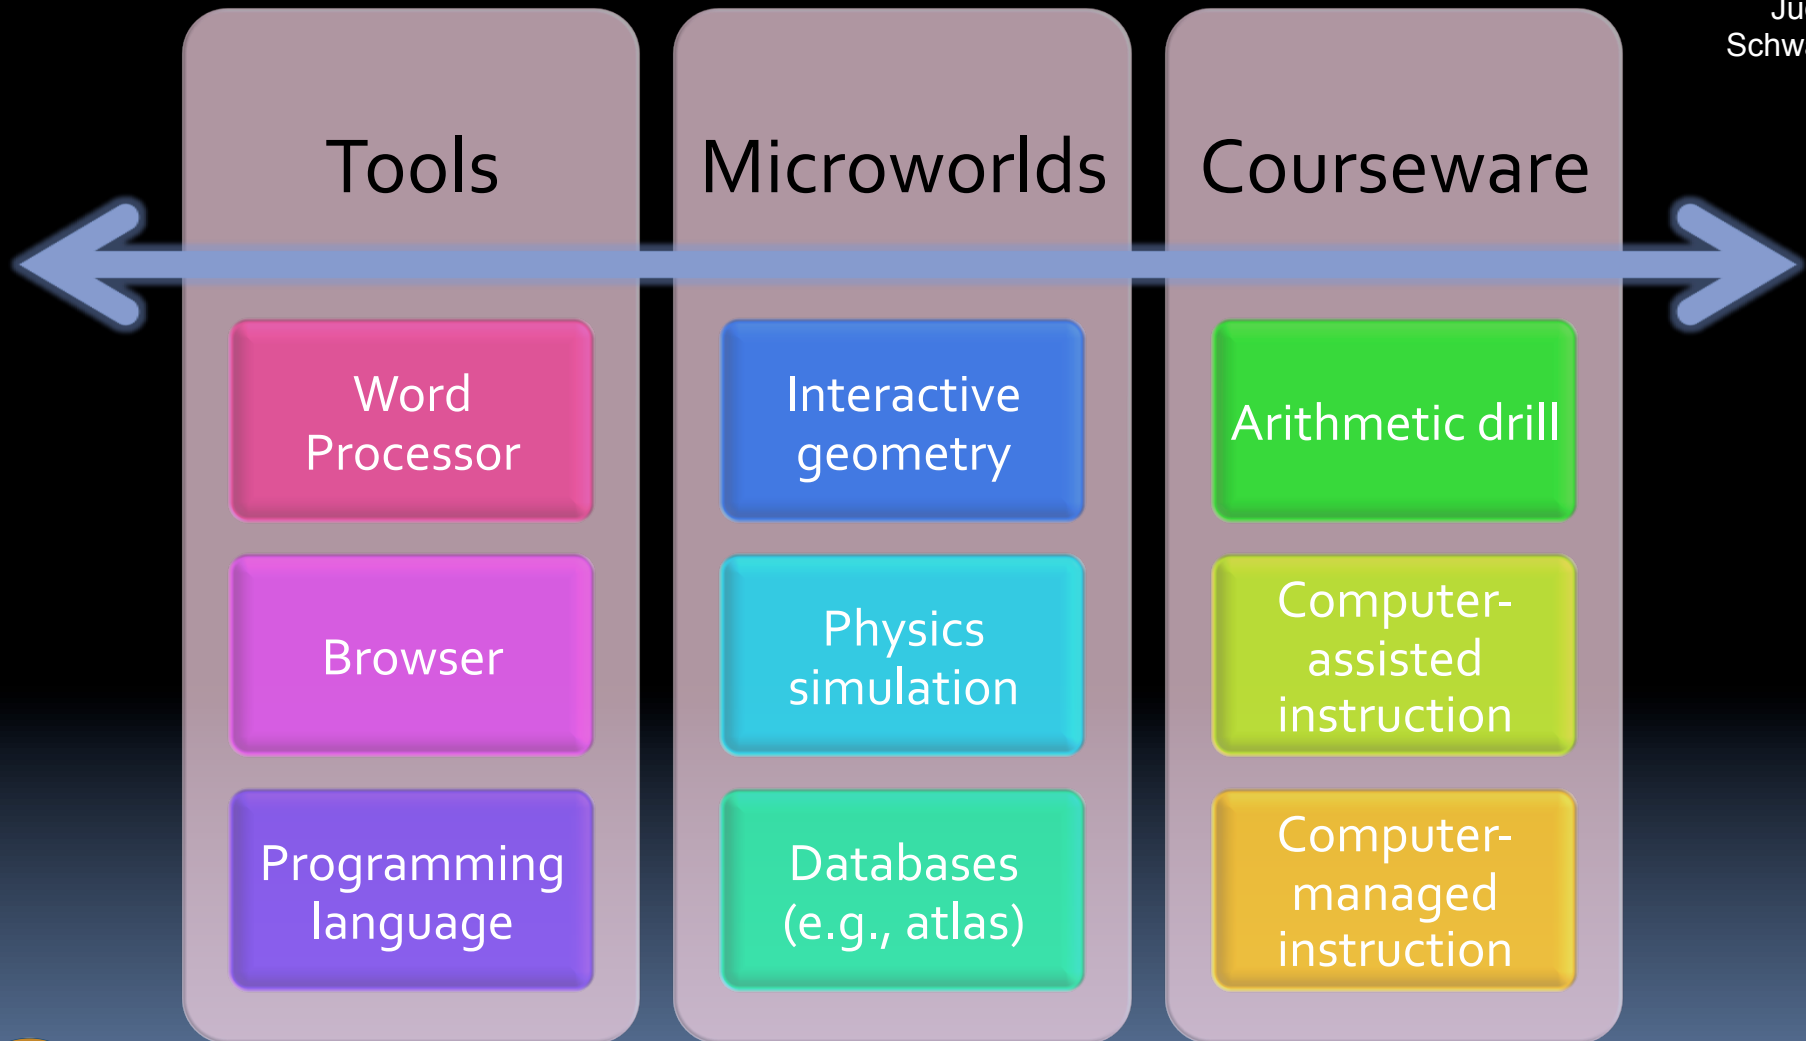 Tools
Word
Processor
Browser
Programming
language
Microworlds
Interactive
geometry
Physics
simulation
Databases
(e.g., atlas)
Courseware
Arithmetic drill
Computer-
assisted
instruction
Computer-
managed
instruction